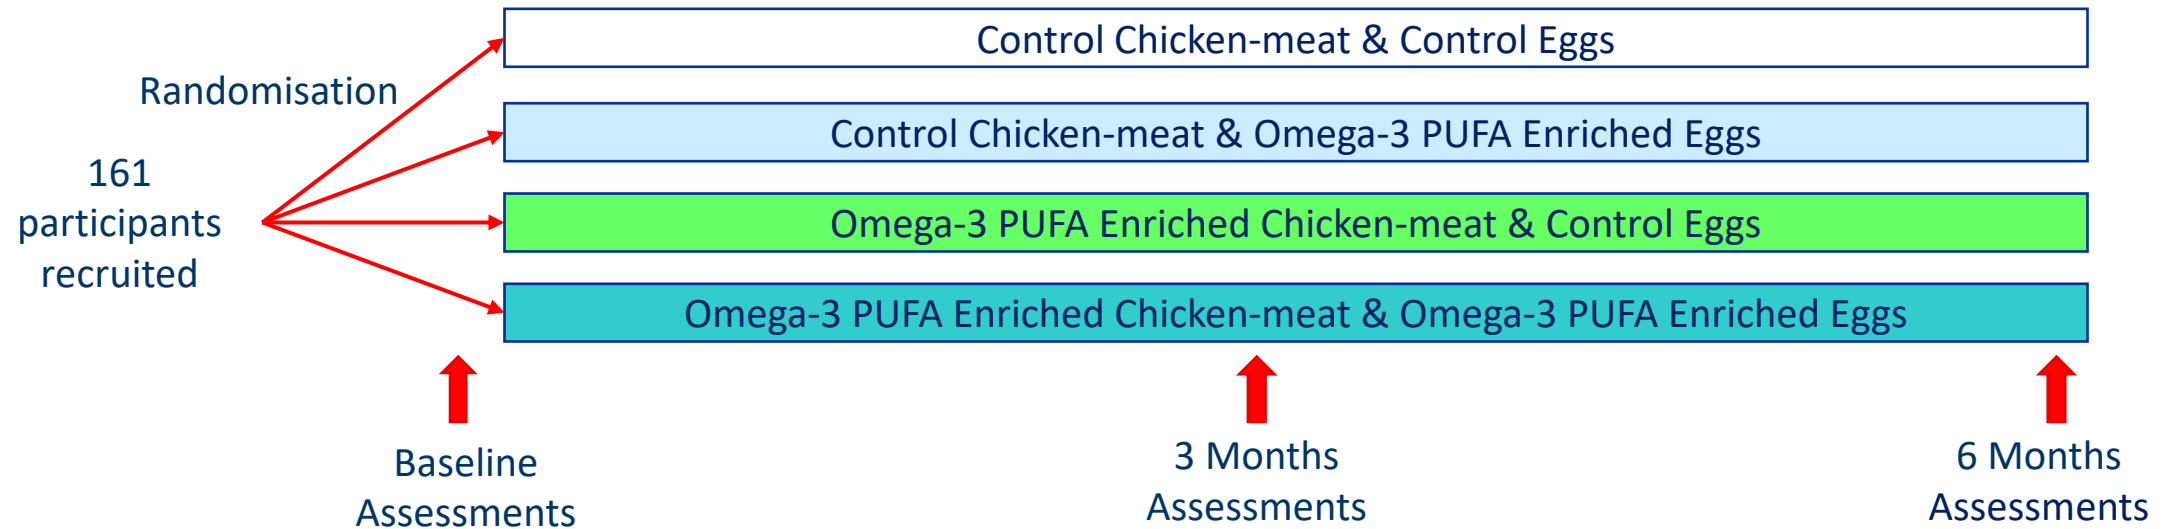 Control Chicken-meat & Control Eggs
Randomisation
Control Chicken-meat & Omega-3 PUFA Enriched Eggs
161
participants
recruited
Omega-3 PUFA Enriched Chicken-meat & Control Eggs
Omega-3 PUFA Enriched Chicken-meat & Omega-3 PUFA Enriched Eggs
Baseline
Assessments
3 Months
Assessments
6 Months
Assessments